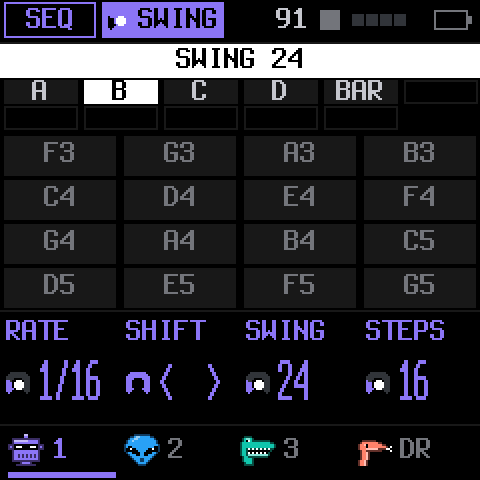 SEQ SWING 91
SWING 24
A B C D BAR
F3 G3 A3 B3
C4 D4 E4 F4
G4 A4 B4 C5
D5 E5 F5 G5
RATE SHIFT SWING STEPS
1/16 〈 〉 24 16
1 2 3 DR